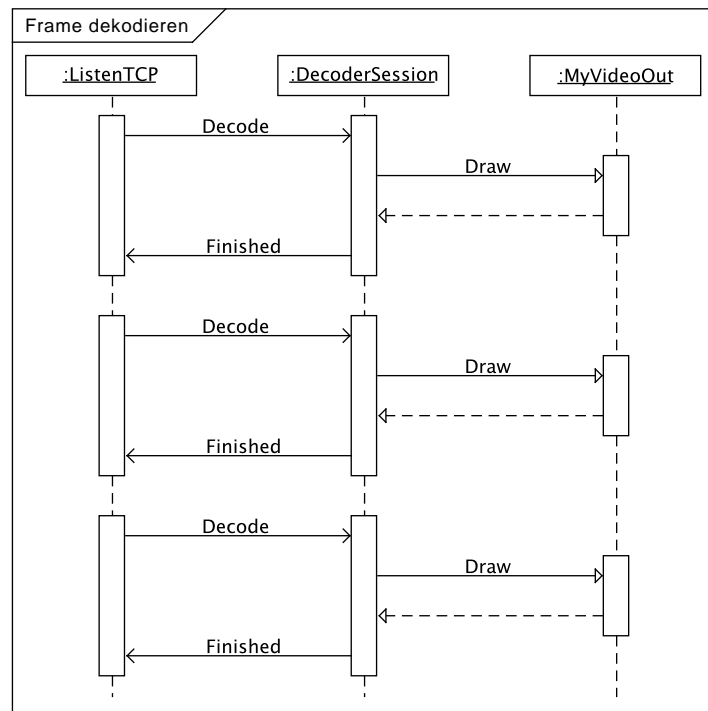 Frame dekodieren
:ListenTCP
:DecoderSession
:MyVideoOut
Decode
Draw
Finished
Decode
Draw
Finished
Decode
Draw
Finished